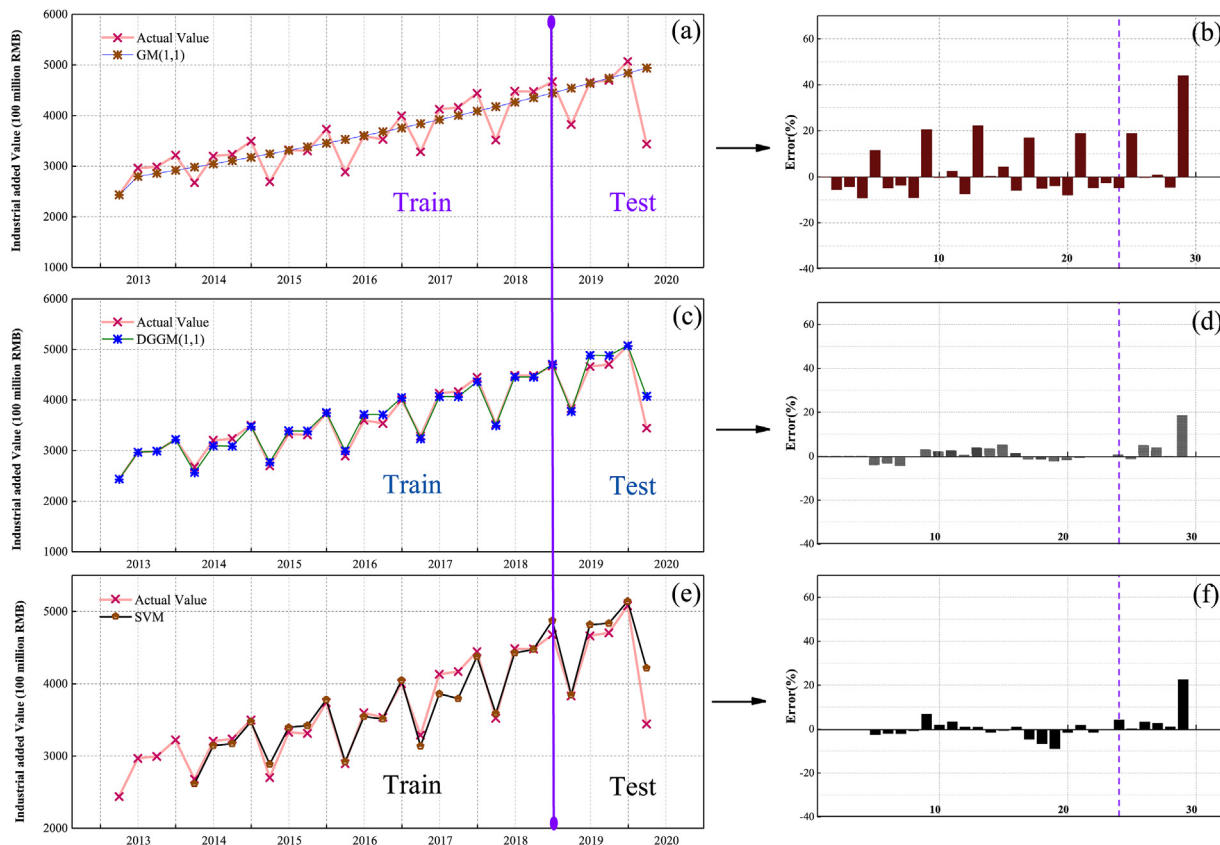 6000
5000
4000
3000
2000
1000
Industrial added Value (100 million RMB)
Actual Value
GM(1,1)
(a)
Train
Test
2013 2014 2015 2016 2017 2018 2019 2020
60
40
20
0
-20
-40
Error(%)
(b)
10 20 30
6000
5000
4000
3000
2000
1000
Industrial added Value (100 million RMB)
Actual Value
DGGM(1,1)
(c)
Train
Test
2013 2014 2015 2016 2017 2018 2019 2020
60
40
20
0
-20
-40
Error(%)
(d)
10 20 30
5000
4000
3000
2000
Industrial added Value (100 million RMB)
Actual Value
SVM
(e)
Train
Test
2013 2014 2015 2016 2017 2018 2019 2020
60
40
20
0
-20
-40
Error(%)
(f)
10 20 30